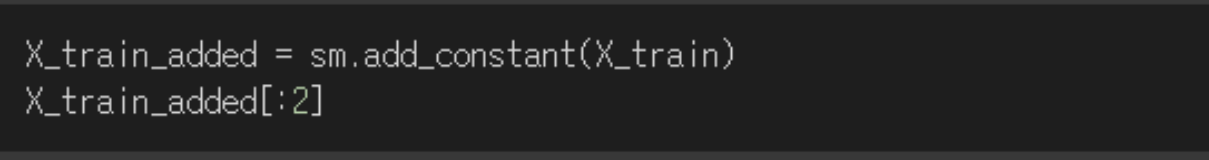 X_train_added = sm.add_constant(X_train)
X_train_added[:2]